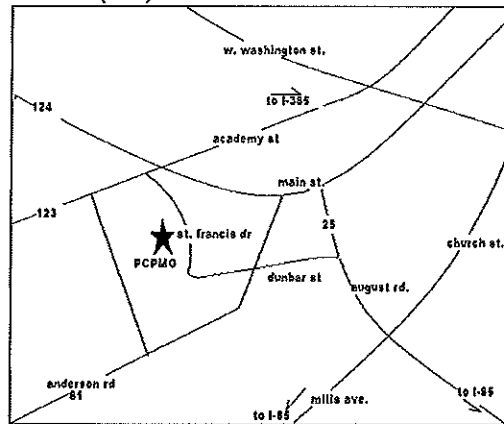 w. washington st.
to I-385
124
academy st
main st.
123
st. francis dr
25
PCPMG
church st.
dunbar st
august rd.
anderson rd
81
mills ave.
to I-85
to I-85